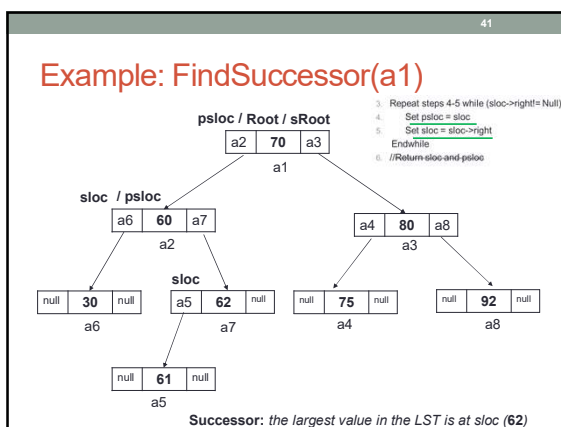 41
Example: FindSuccessor(a1)
3. Repeat steps 4-5 while (sloc->right!= Null)
4. Set psloc = sloc
5. Set sloc = sloc->right
Endwhile
6. //Return sloc and psloc
psloc / Root / sRoot
a2 70 a3
a1
sloc / psloc
a6 60 a7
a2
a4 80 a8
a3
sloc
null 30 null
a6
a5 62 null
a7
null 75 null
a4
null 92 null
a8
null 61 null
a5
Successor: the largest value in the LST is at sloc (62)